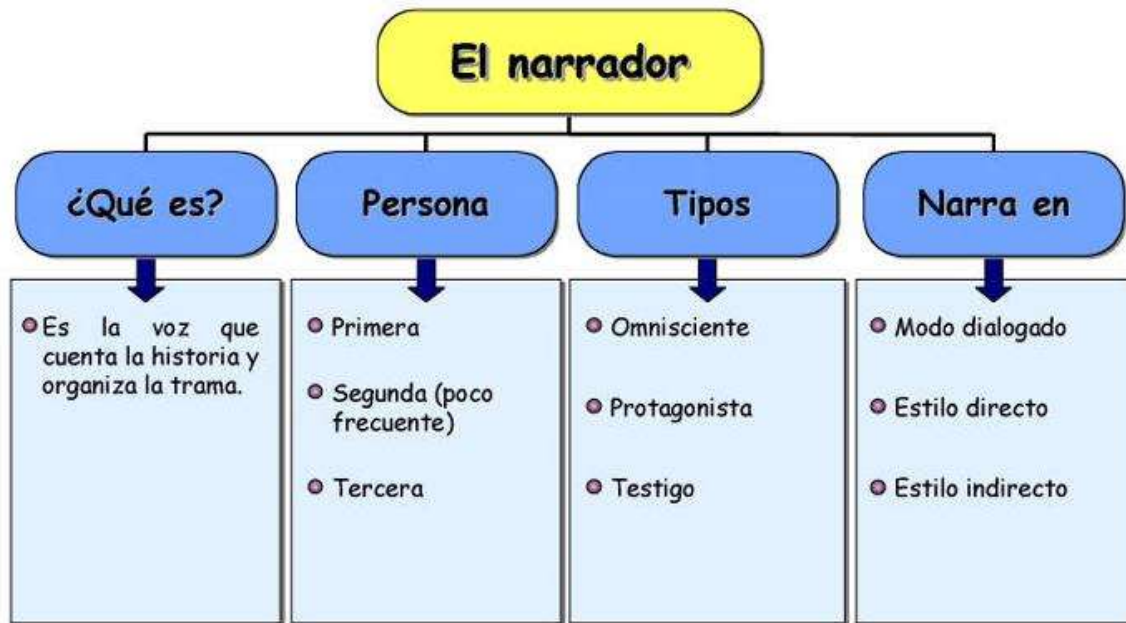 El narrador
¿Qué es?
Persona
Tipos
Narra en
Es la voz que
cuenta la historia y
organiza la trama.
Primera
Segunda (poco
frecuente)
Tercera
Omnisciente
Protagonista
Testigo
Modo dialogado
Estilo directo
Estilo indirecto